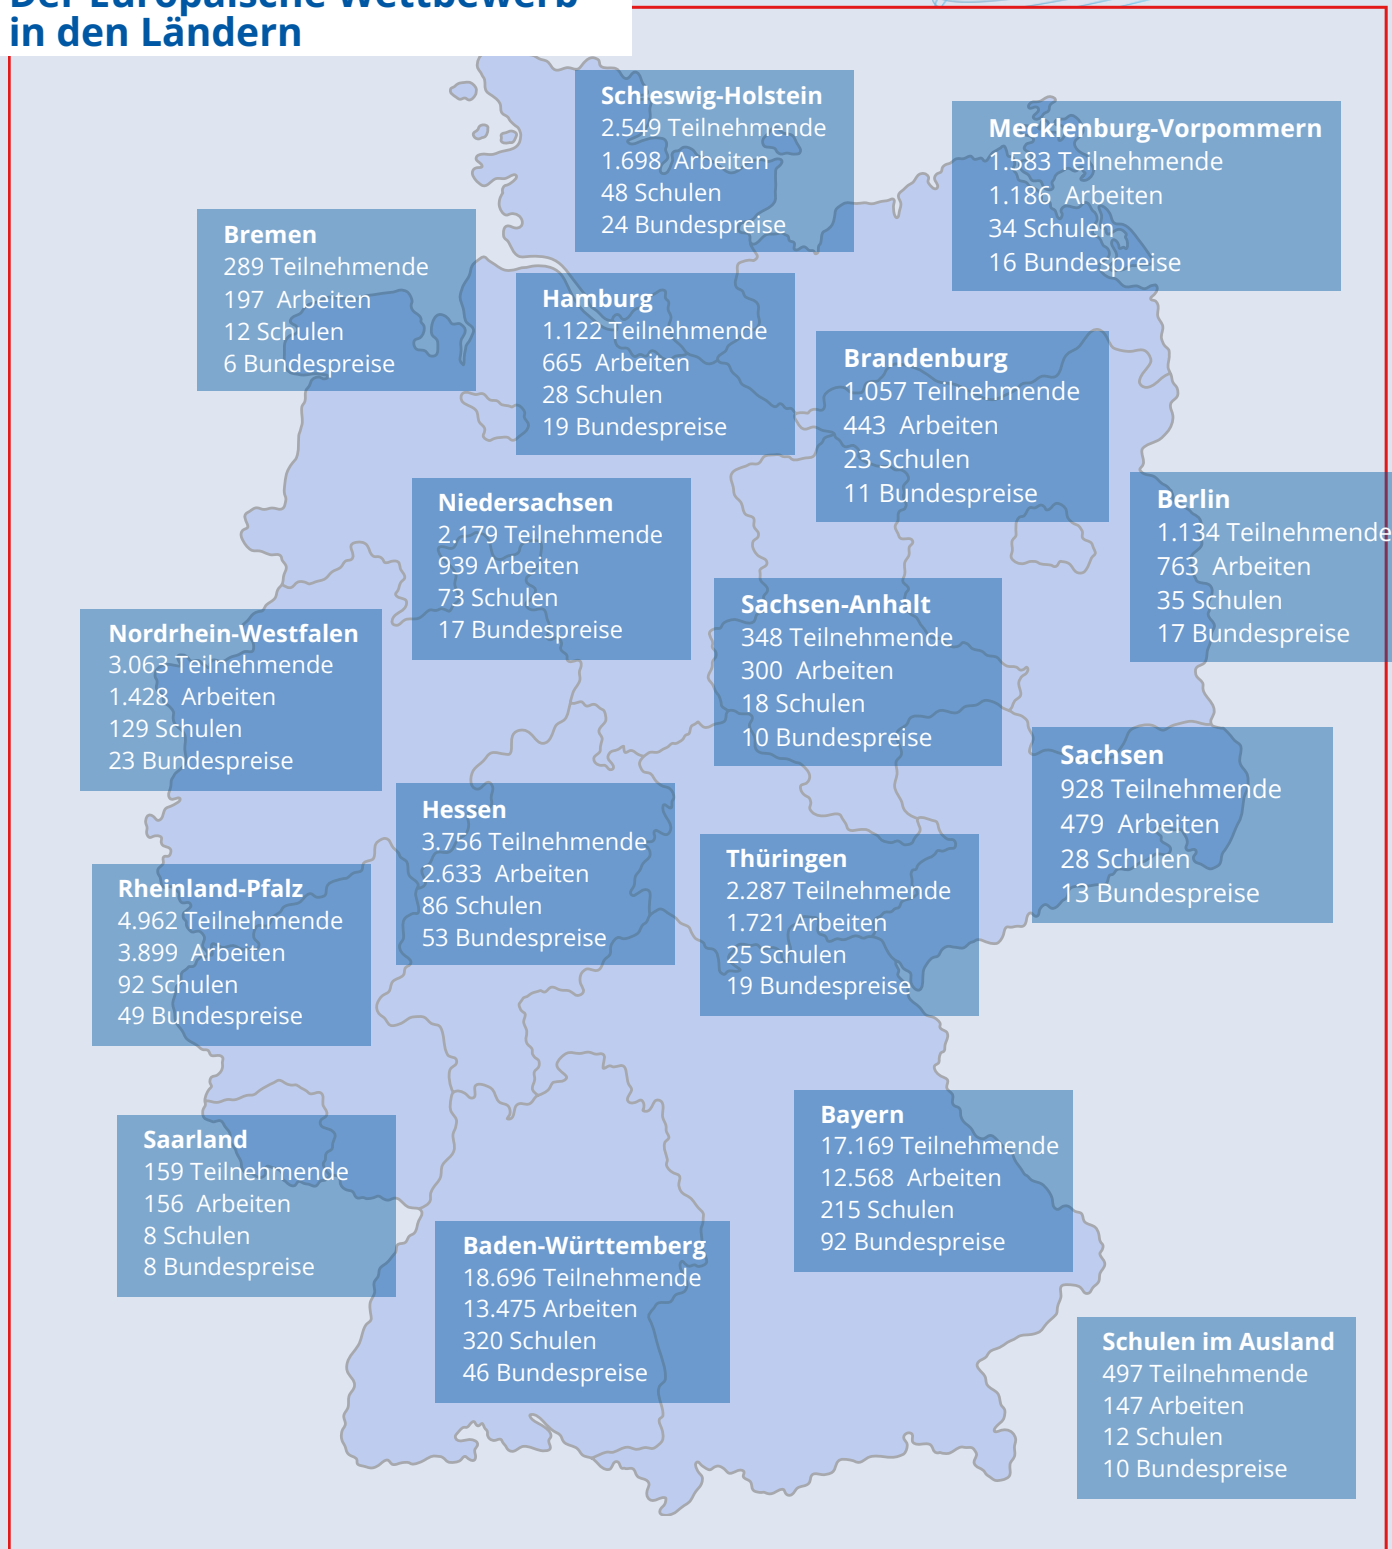 Der Europäische Wettbewerb
in den Ländern
Schleswig-Holstein
2.549 Teilnehmende
1.698 Arbeiten
48 Schulen
24 Bundespreise
Mecklenburg-Vorpommern
1.583 Teilnehmende
1.186 Arbeiten
34 Schulen
16 Bundespreise
Bremen
289 Teilnehmende
197 Arbeiten
12 Schulen
6 Bundespreise
Hamburg
1.122 Teilnehmende
665 Arbeiten
28 Schulen
19 Bundespreise
Brandenburg
1.057 Teilnehmende
443 Arbeiten
23 Schulen
11 Bundespreise
Niedersachsen
2.179 Teilnehmende
939 Arbeiten
73 Schulen
17 Bundespreise
Berlin
1.134 Teilnehmende
763 Arbeiten
35 Schulen
17 Bundespreise
Sachsen-Anhalt
348 Teilnehmende
300 Arbeiten
18 Schulen
10 Bundespreise
Nordrhein-Westfalen
3.063 Teilnehmende
1.428 Arbeiten
129 Schulen
23 Bundespreise
Sachsen
928 Teilnehmende
479 Arbeiten
28 Schulen
13 Bundespreise
Hessen
3.756 Teilnehmende
2.633 Arbeiten
86 Schulen
53 Bundespreise
Thüringen
2.287 Teilnehmende
1.721 Arbeiten
25 Schulen
19 Bundespreise
Rheinland-Pfalz
4.962 Teilnehmende
3.899 Arbeiten
92 Schulen
49 Bundespreise
Bayern
17.169 Teilnehmende
12.568 Arbeiten
215 Schulen
92 Bundespreise
Saarland
159 Teilnehmende
156 Arbeiten
8 Schulen
8 Bundespreise
Baden-Württemberg
18.696 Teilnehmende
13.475 Arbeiten
320 Schulen
46 Bundespreise
Schulen im Ausland
497 Teilnehmende
147 Arbeiten
12 Schulen
10 Bundespreise